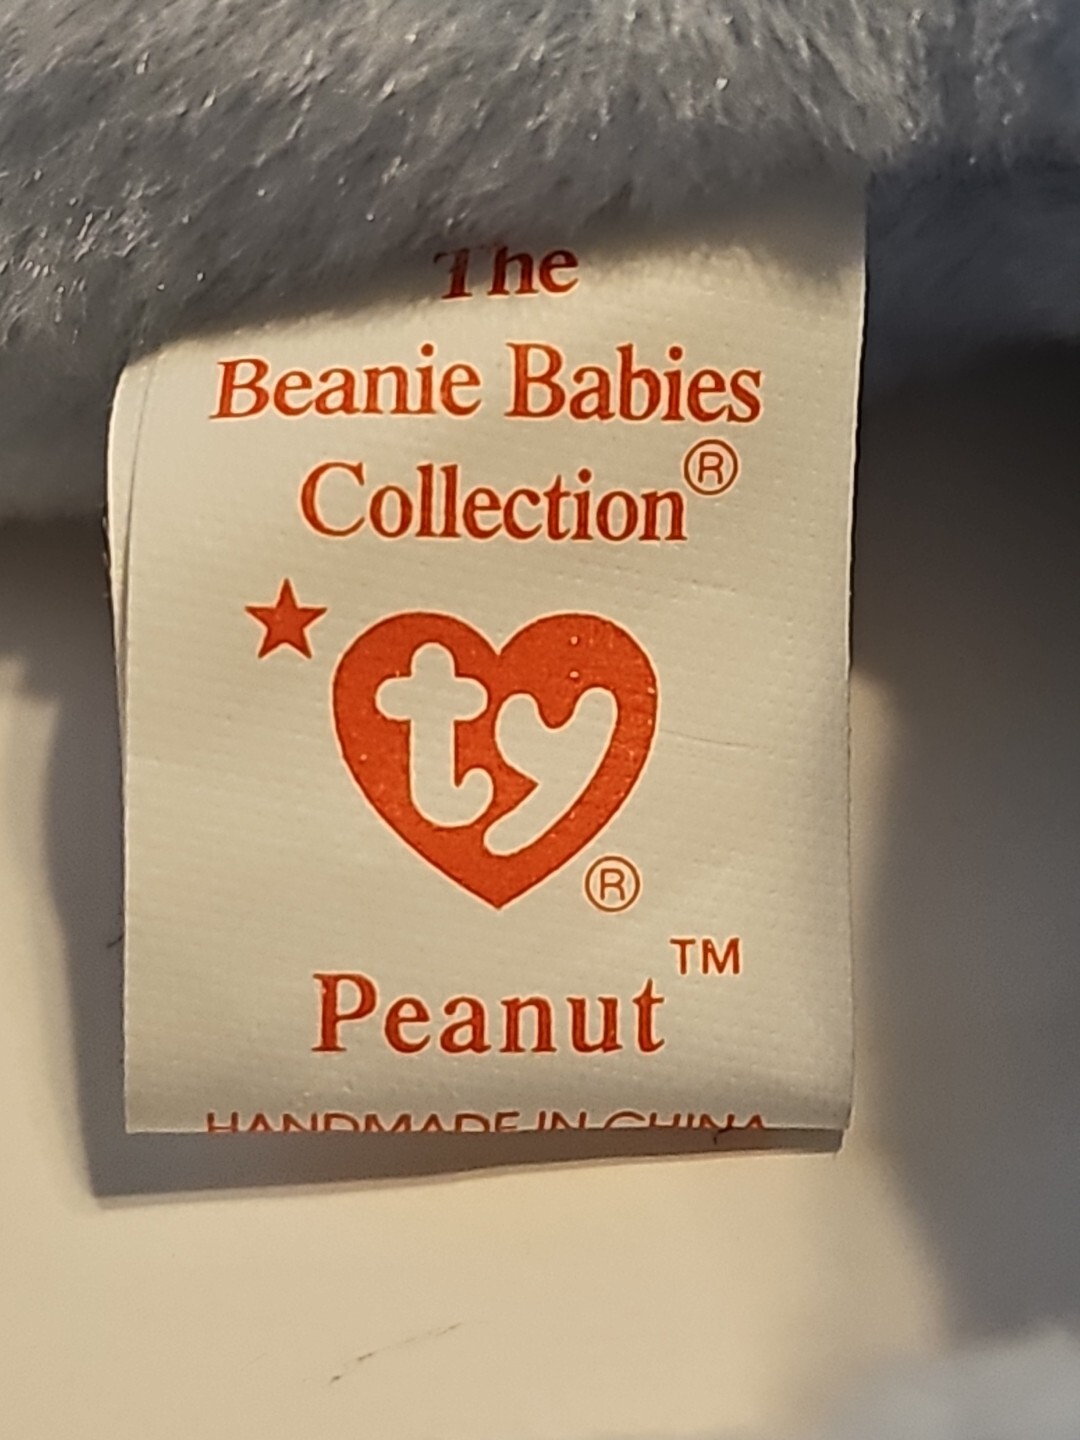 The
Beanie Babies
Collection®
ty®
Peanut™
HANDMADE IN CHINA